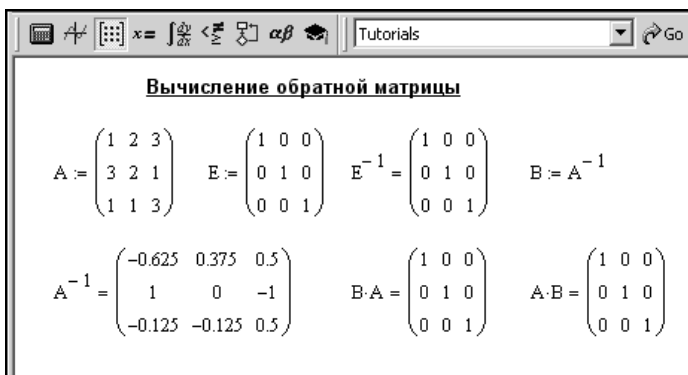 x= ∫ dy/dx <≠≥ αβ Tutorials Go
Вычисление обратной матрицы
A := (1 2 3; 3 2 1; 1 1 3) E := (1 0 0; 0 1 0; 0 0 1) E^-1 = (1 0 0; 0 1 0; 0 0 1) B := A^-1
A^-1 = (-0.625 0.375 0.5; 1 0 -1; -0.125 -0.125 0.5) B·A = (1 0 0; 0 1 0; 0 0 1) A·B = (1 0 0; 0 1 0; 0 0 1)